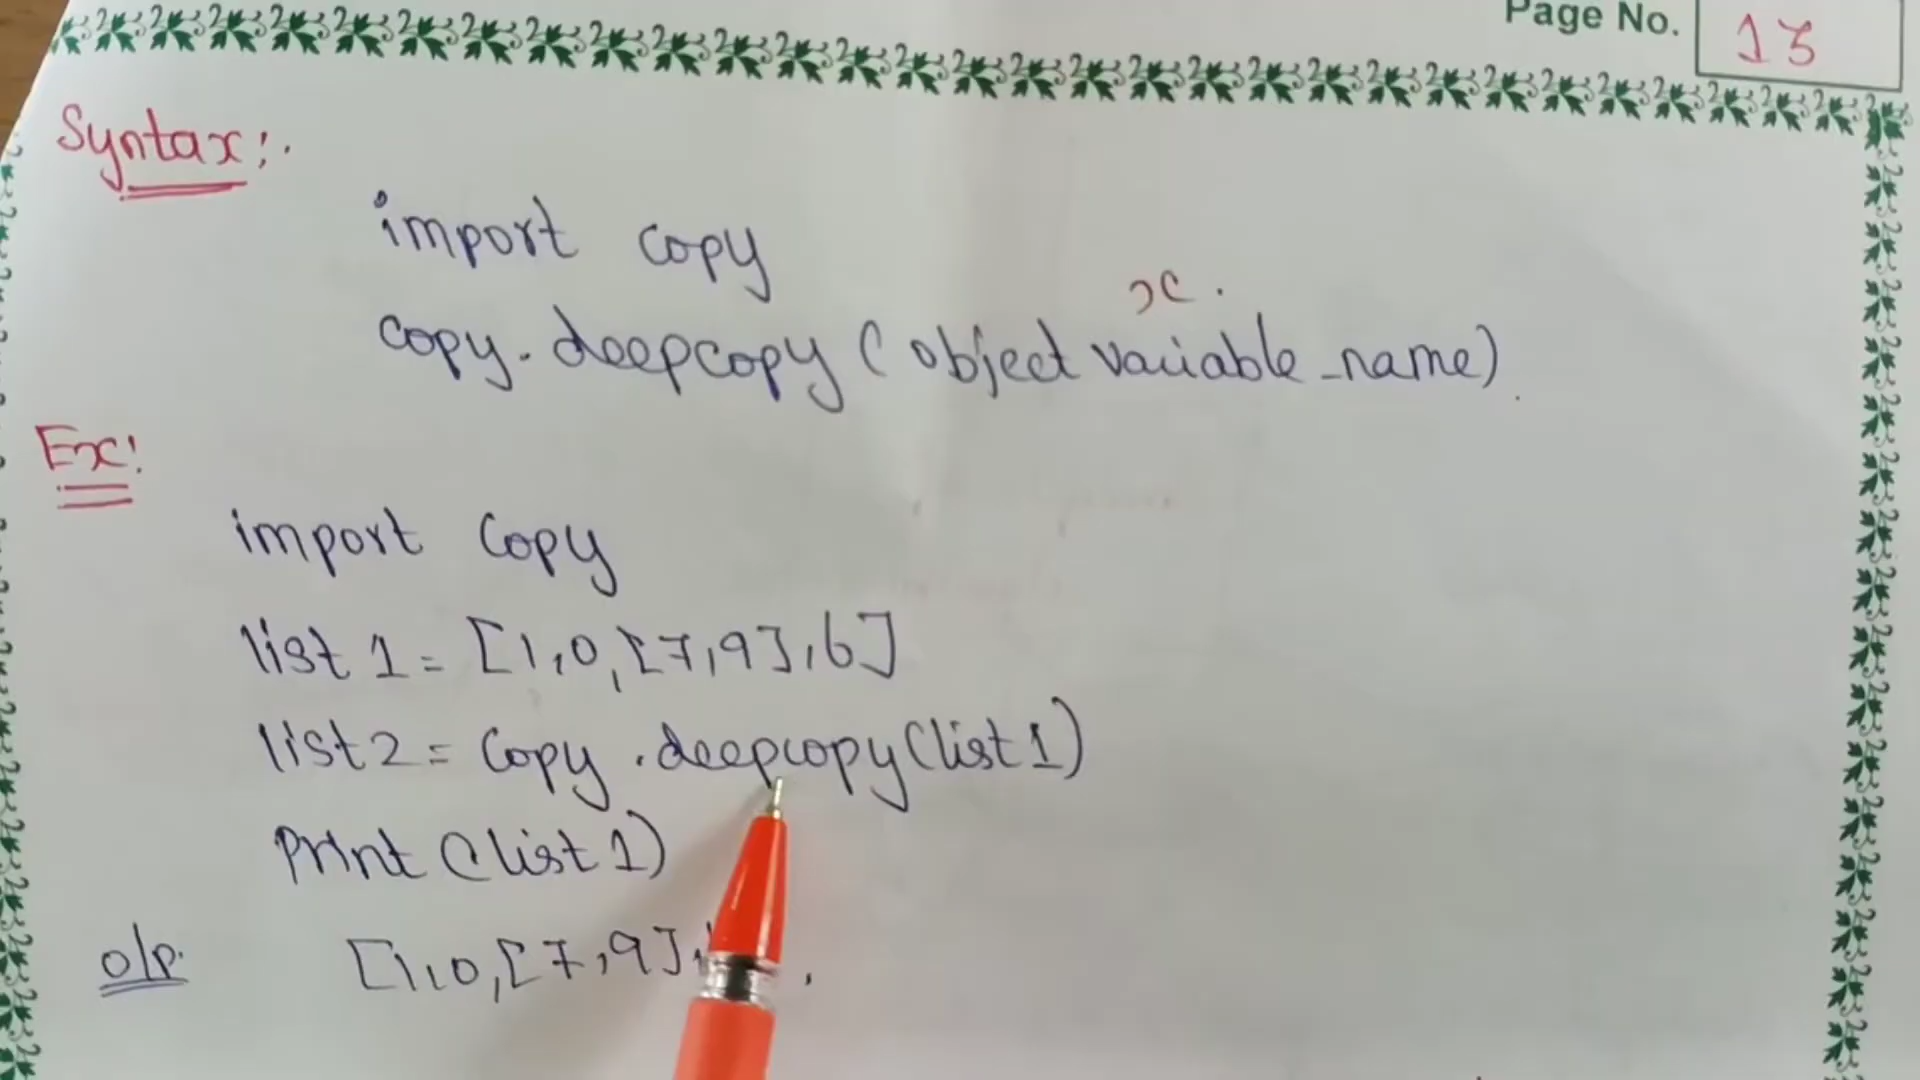 Page No. 13
Syntax:.
import copy
x.
copy.deepcopy(object variable_name)
Ex:
import copy
list 1 = [1,0,[7,9],6]
list2 = copy.deepcopy(list 1)
Print (list 1)
o/p.
[1,0,[7,9],